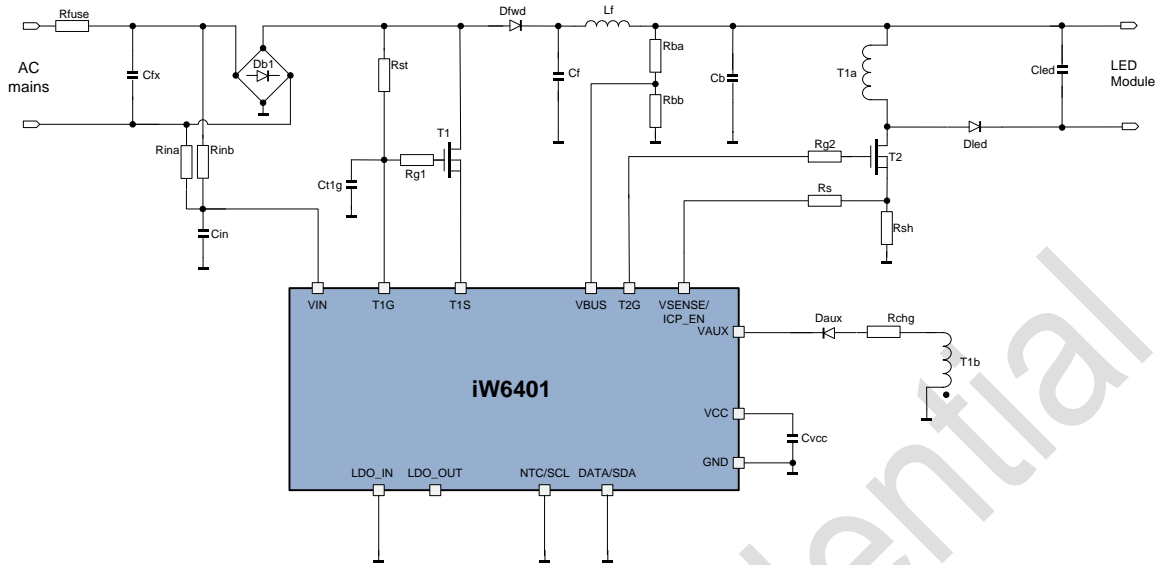 Rfuse
Dfwd
Lf
AC
mains
Cfx
Db1
Rst
Cf
Rba
Rbb
Cb
T1a
Cled
LED
Module
Rina
Rinb
T1
Rg1
Ct1g
Rg2
T2
Dled
Rs
Rsh
Cin
VIN
T1G
T1S
VBUS
T2G
VSENSE/
ICP_EN
VAUX
Daux
Rchg
T1b
iW6401
VCC
Cvcc
GND
LDO_IN
LDO_OUT
NTC/SCL
DATA/SDA
dential